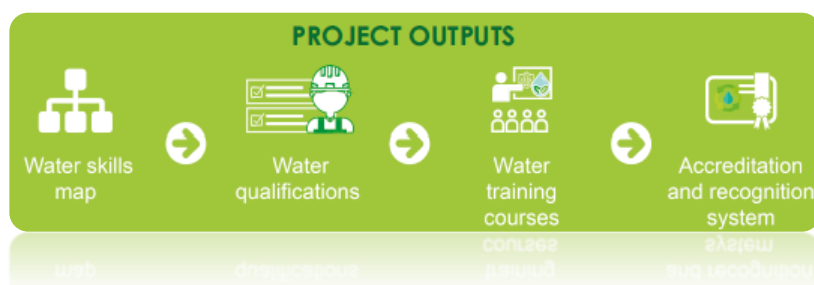 PROJECT OUTPUTS
Water skills
map
Water
qualifications
Water
training
courses
Accreditation
and recognition
system